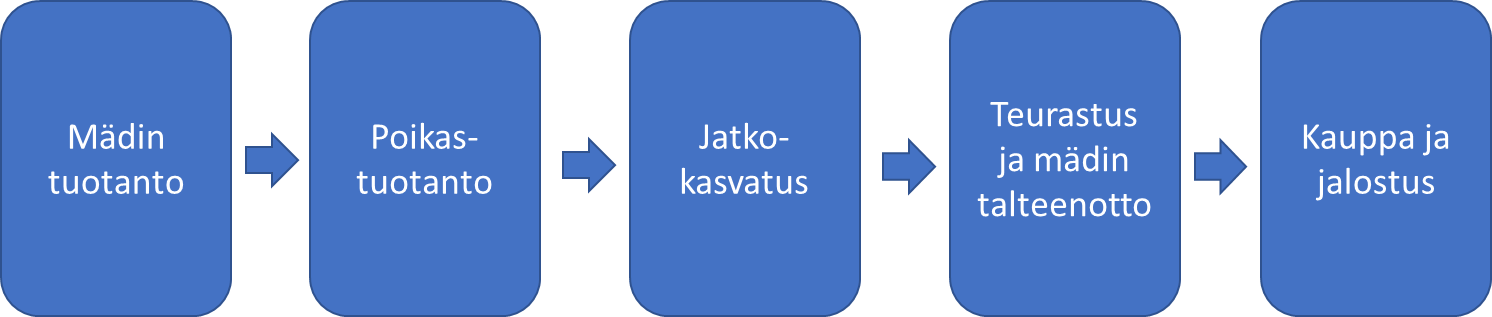 Mädin
tuotanto
Poikas-
tuotanto
Jatko-
kasvatus
Teurastus
ja mädin
talteenotto
Kauppa ja
jalostus